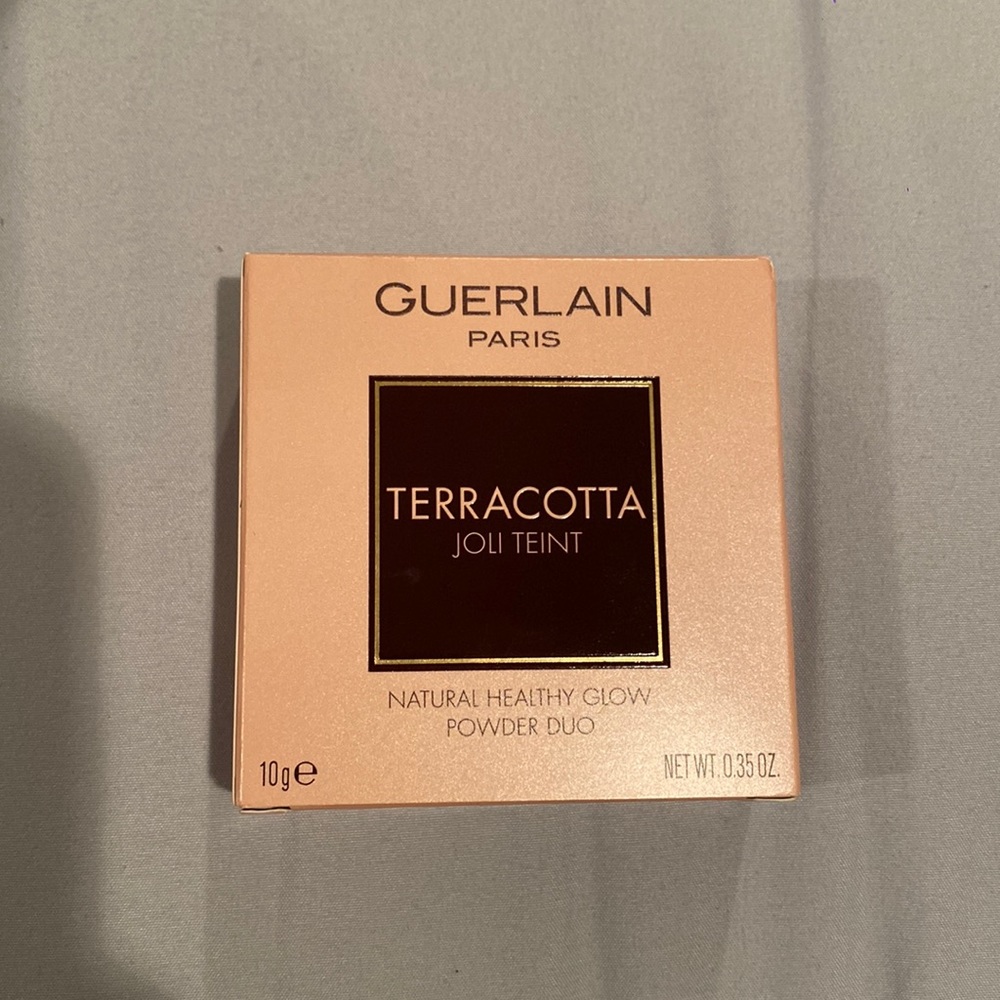 GUERLAIN
PARIS
TERRACOTTA
JOLI TEINT
NATURAL HEALTHY GLOW
POWDER DUO
10g℮
NET WT. 0.35 OZ.